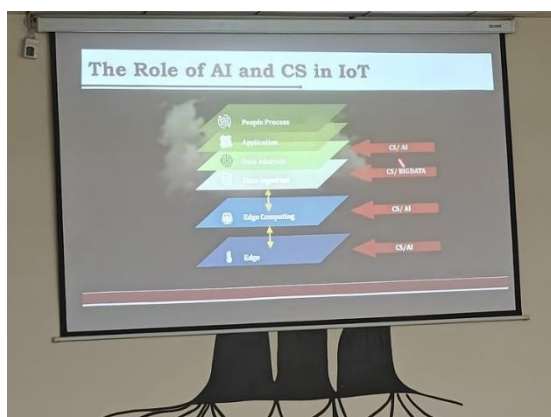 The Role of AI and CS in IoT
People Process
Application
CS/ AI
Data Analysis
CS/ BIGDATA
Data Ingestion
Edge Computing
CS/ AI
Edge
CS/AI